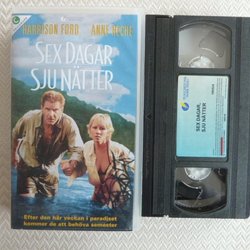 HARRISON FORD ANNE HECHE
SEX DAGAR
SJU NÄTTER
Efter den här veckan i paradiset
kommer de att behöva semester
SEX DAGAR,
SJU NÄTTER